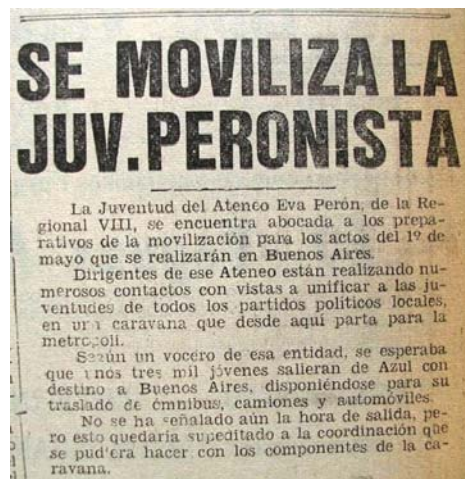 SE MOVILIZA LA
JUV. PERONISTA
La Juventud del Ateneo Eva Perón, de la Re-
gional VIII, se encuentra abocada a los prepa-
rativos de la movilización para los actos del 1º de
mayo que se realizarán en Buenos Aires.
Dirigentes de ese Ateneo están realizando nu-
merosos contactos con vistas a unificar a las ju-
ventudes de todos los partidos políticos locales,
en una caravana que desde aquí parta para la
metrópoli.
Según un vocero de esa entidad, se esperaba
que unos tres mil jóvenes salieran de Azul con
destino a Buenos Aires, disponiéndose para su
traslado de ómnibus, camiones y automóviles.
No se ha señalado aún la hora de salida, pe-
ro esto quedaría supeditado a la coordinación que
se pudiera hacer con los componentes de la ca-
ravana.